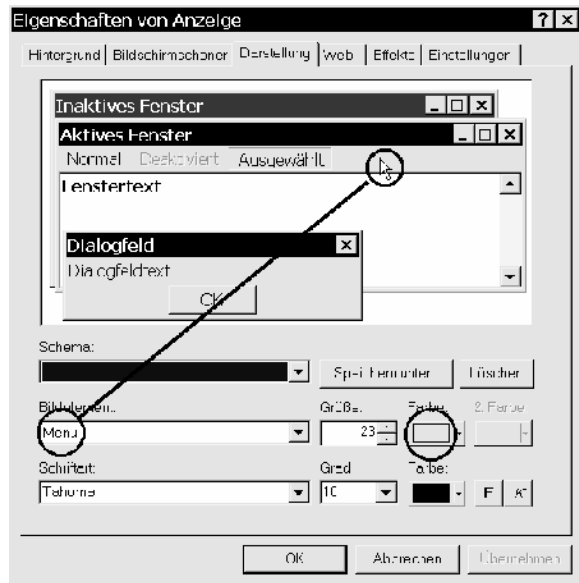 Eigenschaften von Anzeige
Hintergrund Bildschirmschoner Darstellung Web Effekte Einstellungen
Inaktives Fenster
Aktives Fenster
Normal Deaktiviert Ausgewählt
Fenstertext
Dialogfeld
Dialogfeldtext
OK
Schema:
Speichern unter Löschen
Bildelement: Größe: Farbe: 2. Farbe
Menü 23
Schriftart: Grad Farbe:
Tahoma 10 F K
OK Abbrechen Übernehmen